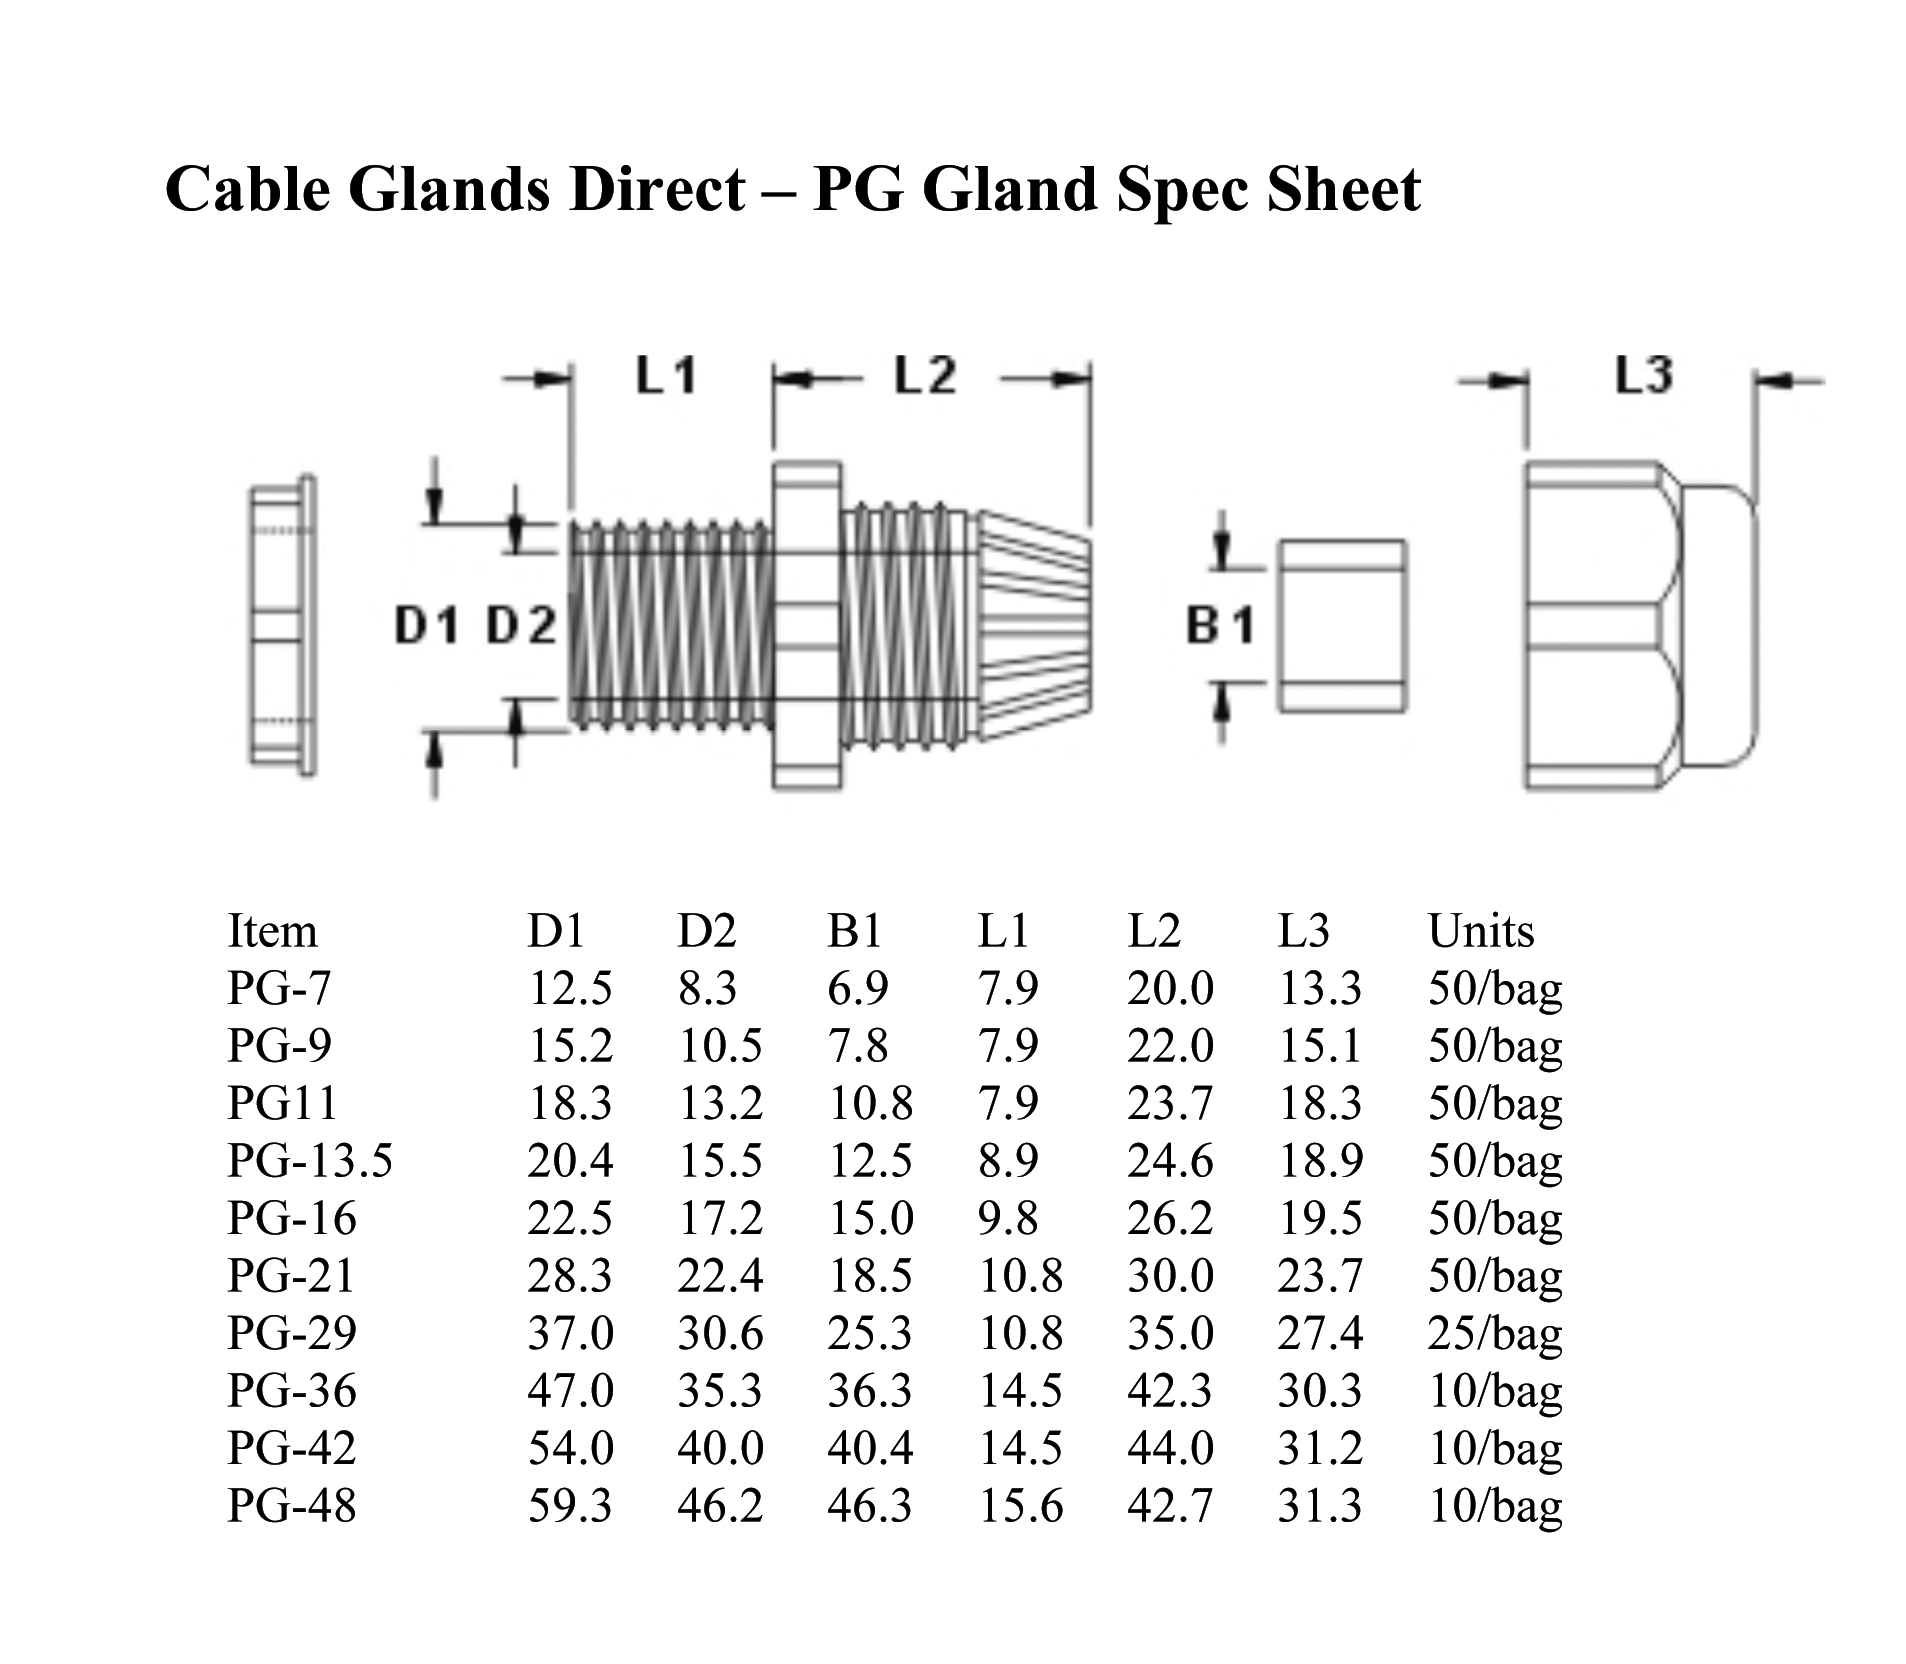 Cable Glands Direct – PG Gland Spec Sheet
L1 L2 L3
D1 D2 B1
Item D1 D2 B1 L1 L2 L3 Units
PG-7 12.5 8.3 6.9 7.9 20.0 13.3 50/bag
PG-9 15.2 10.5 7.8 7.9 22.0 15.1 50/bag
PG11 18.3 13.2 10.8 7.9 23.7 18.3 50/bag
PG-13.5 20.4 15.5 12.5 8.9 24.6 18.9 50/bag
PG-16 22.5 17.2 15.0 9.8 26.2 19.5 50/bag
PG-21 28.3 22.4 18.5 10.8 30.0 23.7 50/bag
PG-29 37.0 30.6 25.3 10.8 35.0 27.4 25/bag
PG-36 47.0 35.3 36.3 14.5 42.3 30.3 10/bag
PG-42 54.0 40.0 40.4 14.5 44.0 31.2 10/bag
PG-48 59.3 46.2 46.3 15.6 42.7 31.3 10/bag